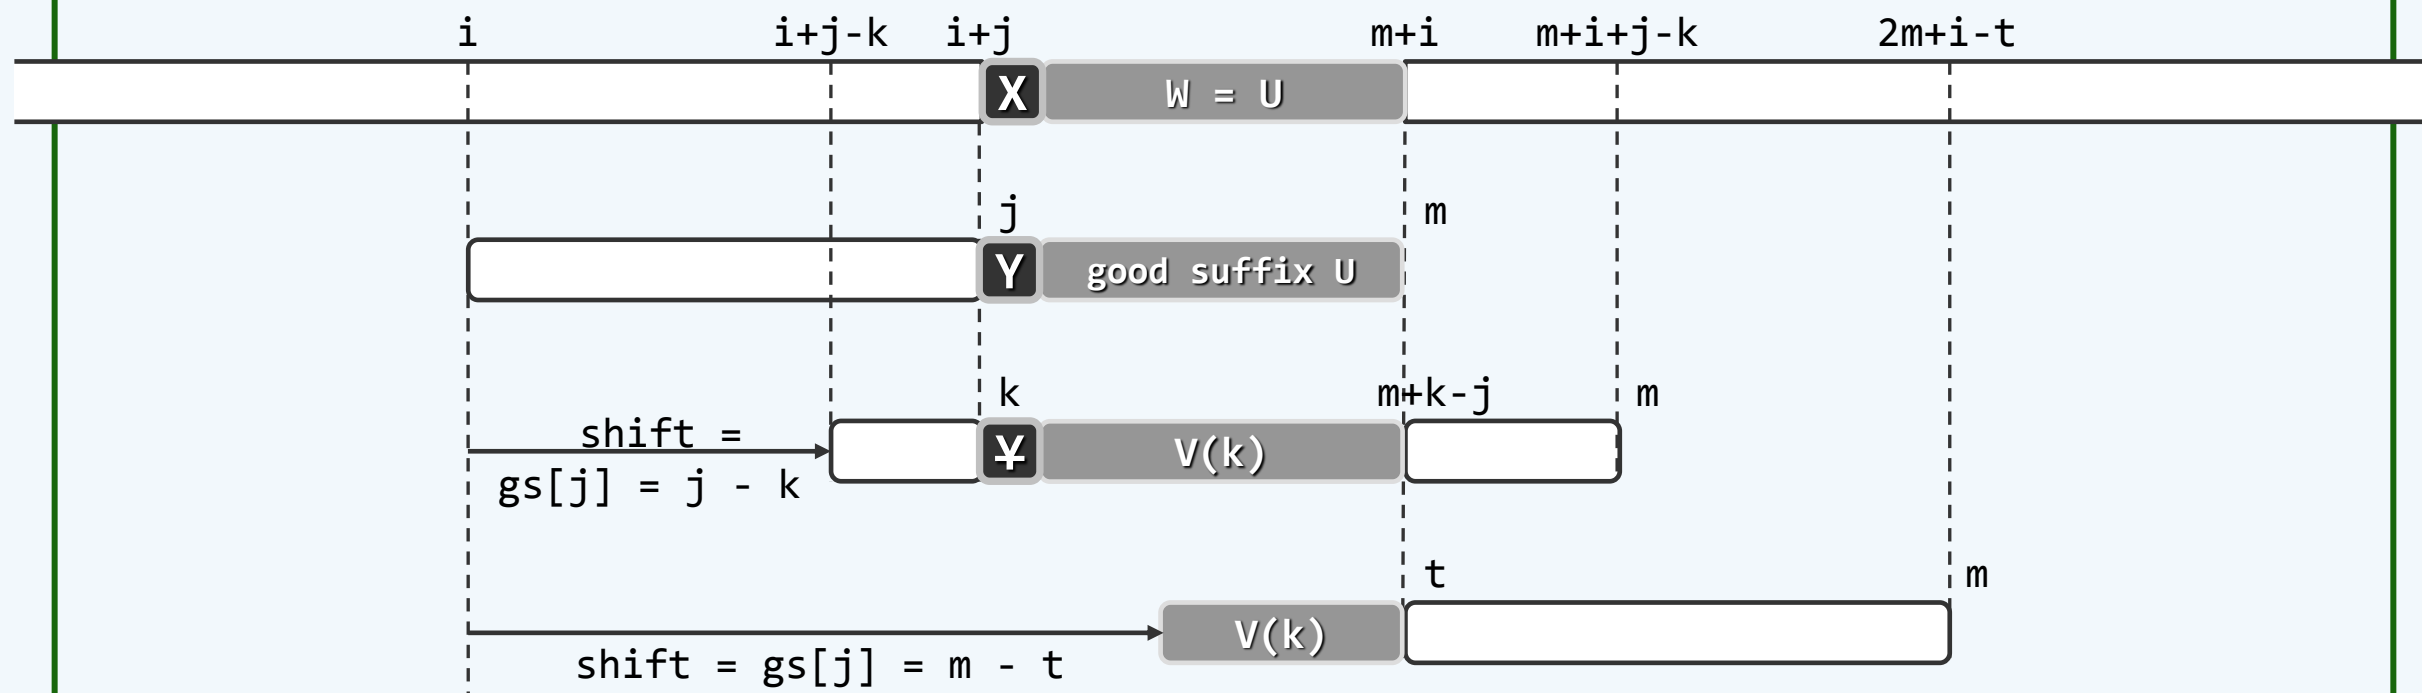 i i+j-k i+j m+i m+i+j-k 2m+i-t
X W = U
j m
Y good suffix U
k m+k-j m
shift =
¥ V(k)
gs[j] = j - k
t m
V(k)
shift = gs[j] = m - t